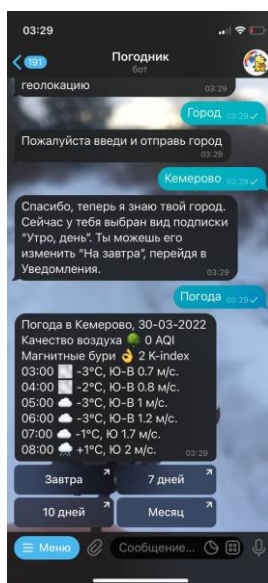 03:29
191
Погодник
бот
геолокацию
03:29
Город 03:29
Пожалуйста введи и отправь город
03:29
Кемерово 03:29
Спасибо, теперь я знаю твой город.
Сейчас у тебя выбран вид подписки
“Утро, день”. Ты можешь его
изменить “На завтра”, перейдя в
Уведомления.
03:29
Погода 03:29
Погода в Кемерово, 30-03-2022
Качество воздуха 🌳 0 AQI
Магнитные бури 👌 2 K-index
03:00 -3°C, Ю-В 0.7 м/с.
04:00 -2°C, Ю-В 0.8 м/с.
05:00 ☁️ -3°C, Ю-В 1 м/с.
06:00 ☁️ -3°C, Ю-В 1.2 м/с.
07:00 ☁️ -1°C, Ю 1.7 м/с.
08:00 🌧 +1°C, Ю 2 м/с.
03:29
Завтра
7 дней
10 дней
Месяц
Меню
Сообщение...